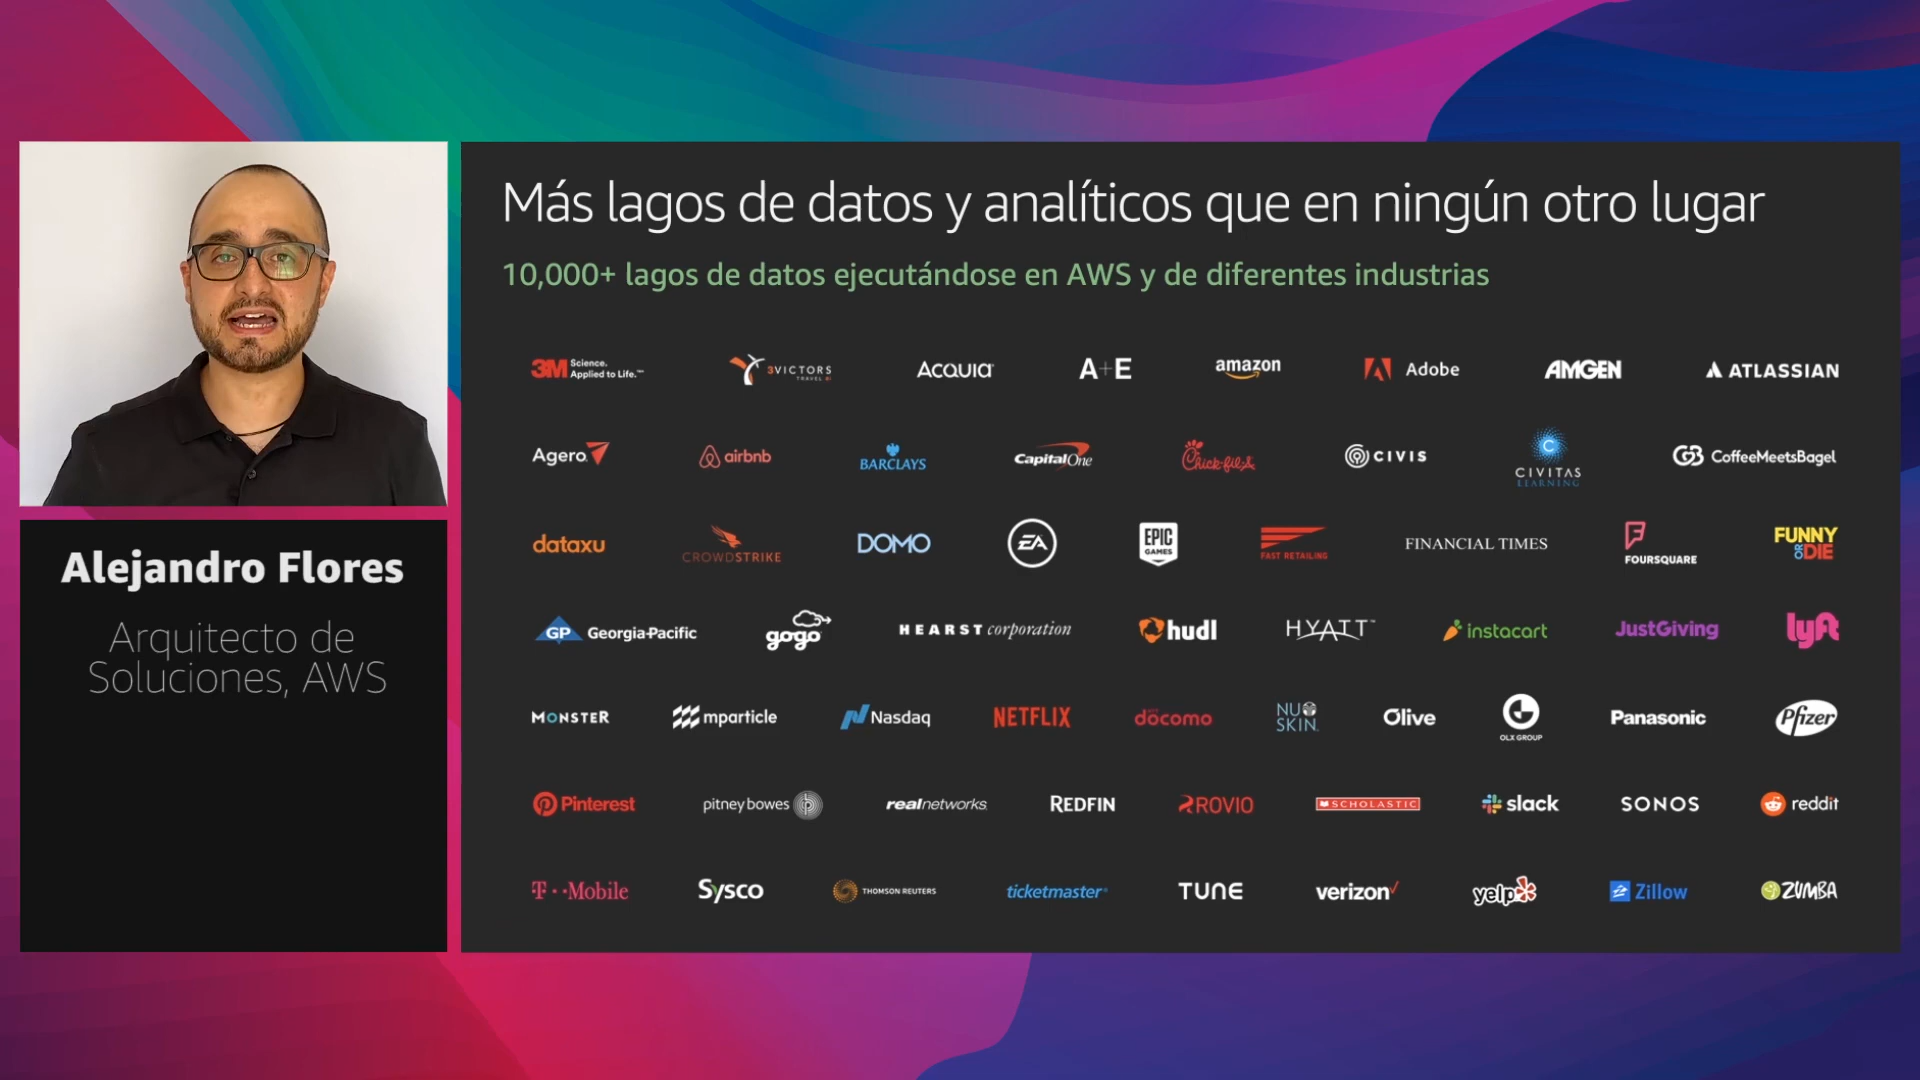 Más lagos de datos y analíticos que en ningún otro lugar
10,000+ lagos de datos ejecutándose en AWS y de diferentes industrias
3M Science. Applied to Life.™
3VICTORS TRAVEL AI
ACQUIA
A+E
amazon
Adobe
AMGEN
ATLASSIAN
Agero
airbnb
BARCLAYS
Capital One
Chick-fil-A
CIVIS
CIVITAS LEARNING
CoffeeMeetsBagel
dataxu
CROWDSTRIKE
DOMO
EA
EPIC GAMES
FAST RETAILING
FINANCIAL TIMES
FOURSQUARE
FUNNY OR DIE
GP Georgia-Pacific
gogo
HEARST corporation
hudl
HYATT™
instacart
JustGiving
lyft
MONSTER
mparticle
Nasdaq
NETFLIX
docomo
NU SKIN
Olive
OLX GROUP
Panasonic
Pfizer
Pinterest
pitney bowes
realnetworks.
REDFIN
ROVIO
SCHOLASTIC
slack
SONOS
reddit
T··Mobile
Sysco
THOMSON REUTERS
ticketmaster®
TUNE
verizon✓
yelp
Zillow
ZUMBA
Alejandro Flores
Arquitecto de
Soluciones, AWS